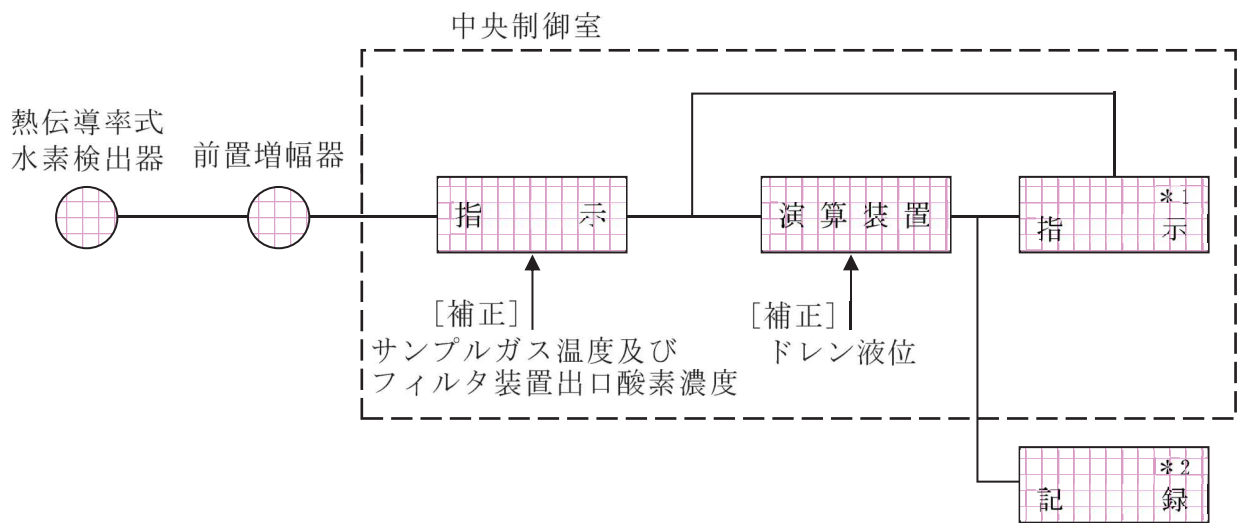 中央制御室
熱伝導率式
水素検出器
前置増幅器
指示
演算装置
*1
指示
[補正]
サンプルガス温度及び
フィルタ装置出口酸素濃度
[補正]
ドレン液位
*2
記録